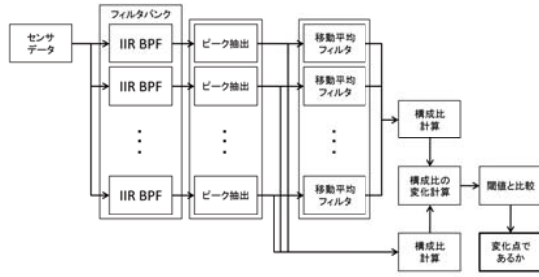 フィルタバンク
センサ
データ
IIR BPF
ピーク抽出
移動平均
フィルタ
IIR BPF
ピーク抽出
移動平均
フィルタ
構成比
計算
構成比の
変化計算
閾値と比較
IIR BPF
ピーク抽出
移動平均
フィルタ
構成比
計算
変化点で
あるか